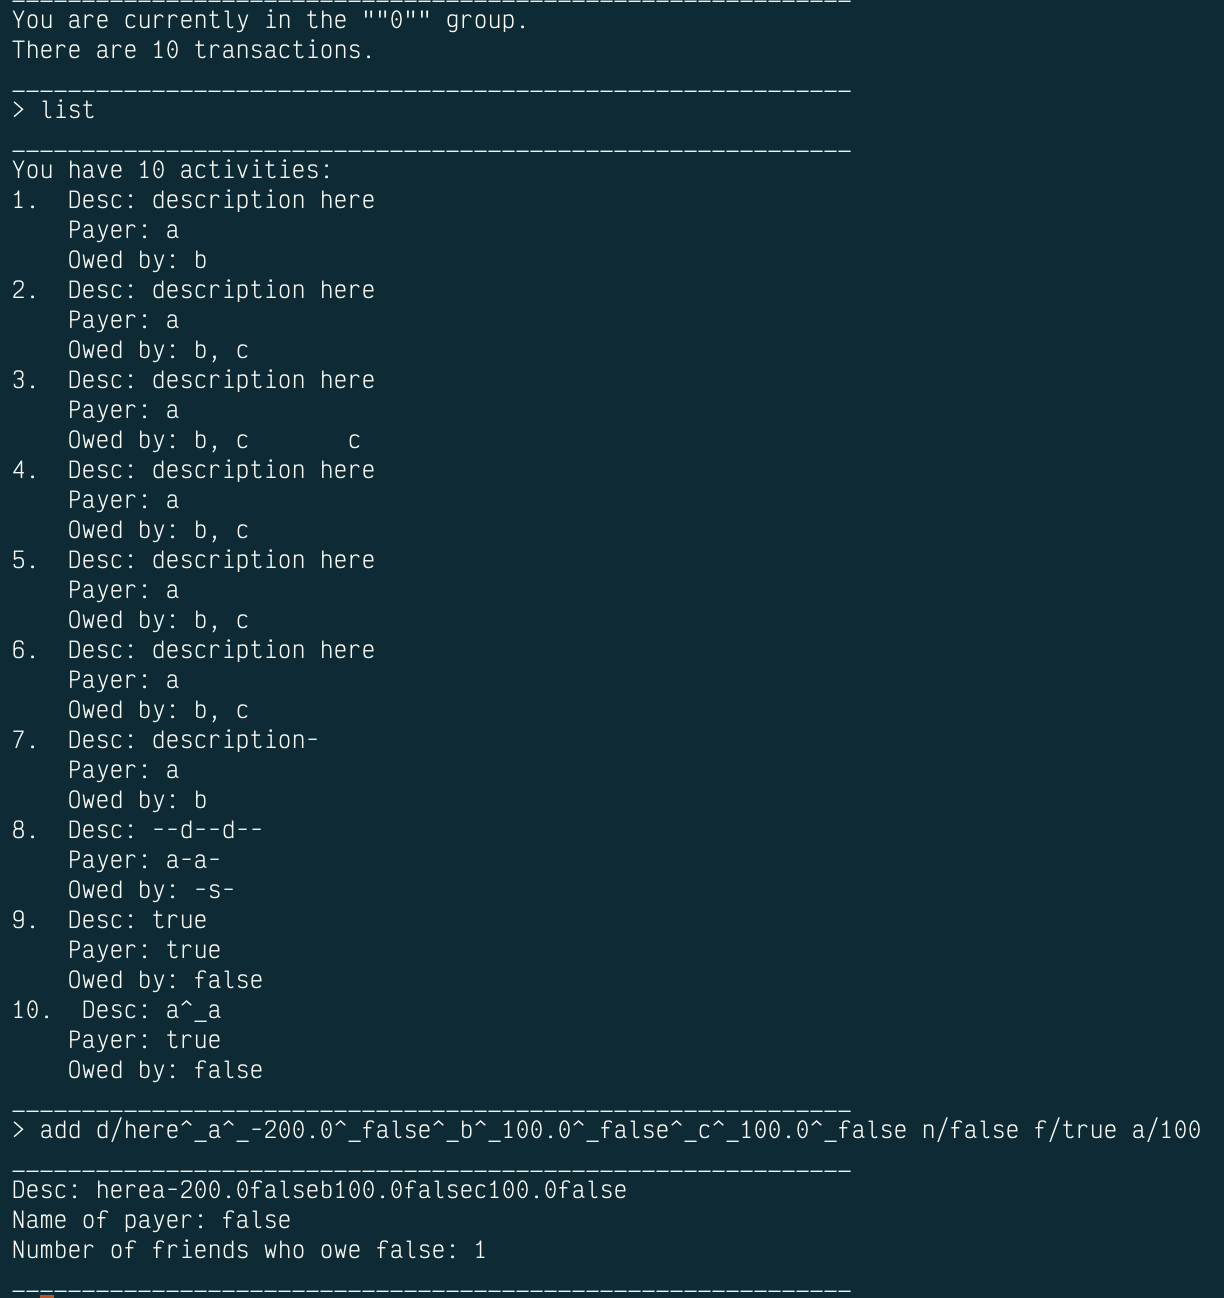 You are currently in the ""0"" group.
There are 10 transactions.
____________________________________________________________
> list
____________________________________________________________
You have 10 activities:
1.  Desc: description here
    Payer: a
    Owed by: b
2.  Desc: description here
    Payer: a
    Owed by: b, c
3.  Desc: description here
    Payer: a
    Owed by: b, c       c
4.  Desc: description here
    Payer: a
    Owed by: b, c
5.  Desc: description here
    Payer: a
    Owed by: b, c
6.  Desc: description here
    Payer: a
    Owed by: b, c
7.  Desc: description-
    Payer: a
    Owed by: b
8.  Desc: --d--d--
    Payer: a-a-
    Owed by: -s-
9.  Desc: true
    Payer: true
    Owed by: false
10.  Desc: a^_a
    Payer: true
    Owed by: false
____________________________________________________________
> add d/here^_a^_-200.0^_false^_b^_100.0^_false^_c^_100.0^_false n/false f/true a/100
____________________________________________________________
Desc: herea-200.0falseb100.0falsec100.0false
Name of payer: false
Number of friends who owe false: 1
____________________________________________________________